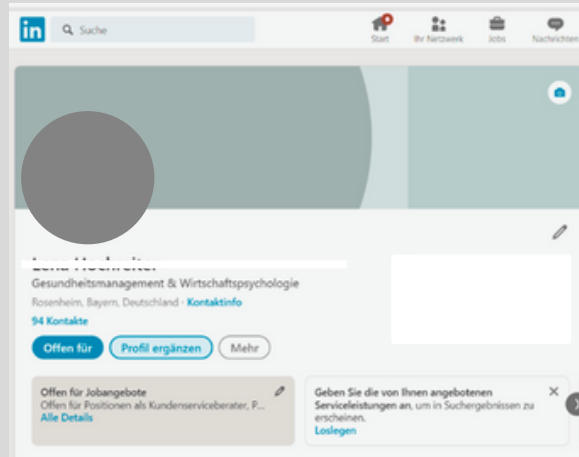 in
Suche
Start
Ihr Netzwerk
Jobs
Nachrichten
Gesundheitsmanagement & Wirtschaftspsychologie
Rosenheim, Bayern, Deutschland · Kontaktinfo
94 Kontakte
Offen für
Profil ergänzen
Mehr
Offen für Jobangebote
Offen für Positionen als Kundenserviceberater, P...
Alle Details
Geben Sie die von Ihnen angebotenen
Serviceleistungen an, um in Suchergebnissen zu
erscheinen.
Loslegen